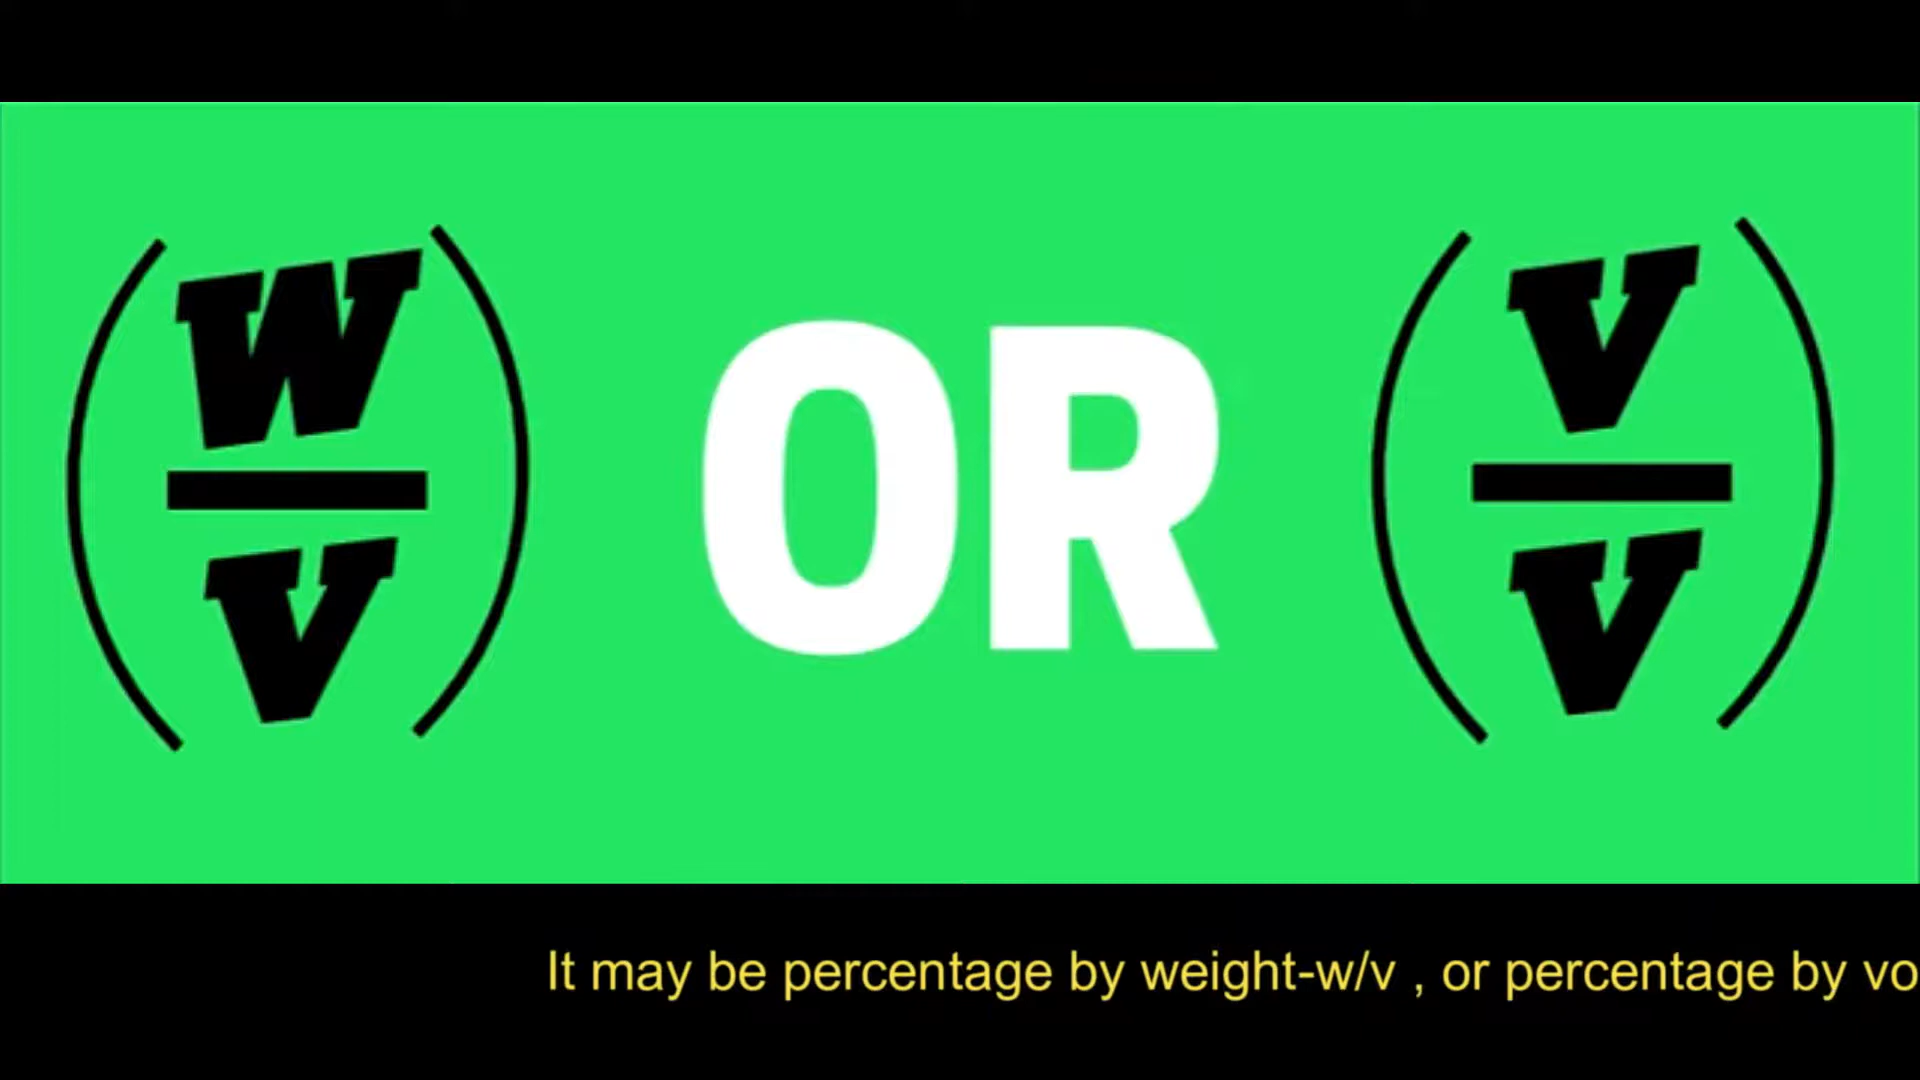 (W/V) OR (V/V)
It may be percentage by weight-w/v , or percentage by vo